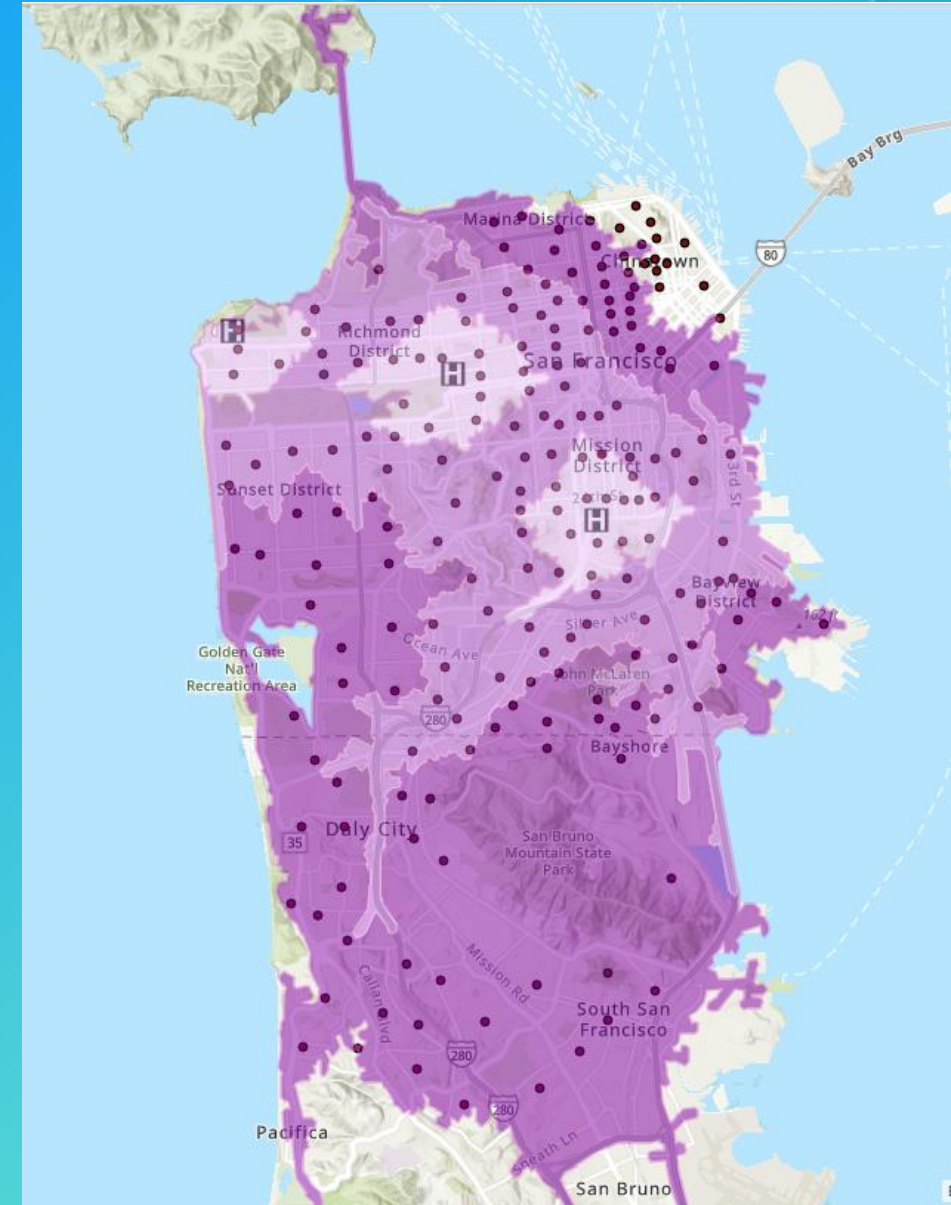 Bay Brg
80
Marina District
Chinatown
H
Richmond
District
H
San Francisco
Mission
District
3rd St
Sunset District
H
Bayview
District
162 ft
Silver Ave
Ocean Ave
Golden Gate
Nat'l
Recreation Area
John McLaren
Park
280
Bayshore
Daly City
35
San Bruno
Mountain State
Park
Mission Rd
Callan Blvd
South San
Francisco
280
280
Pacifica
Sneath Ln
San Bruno